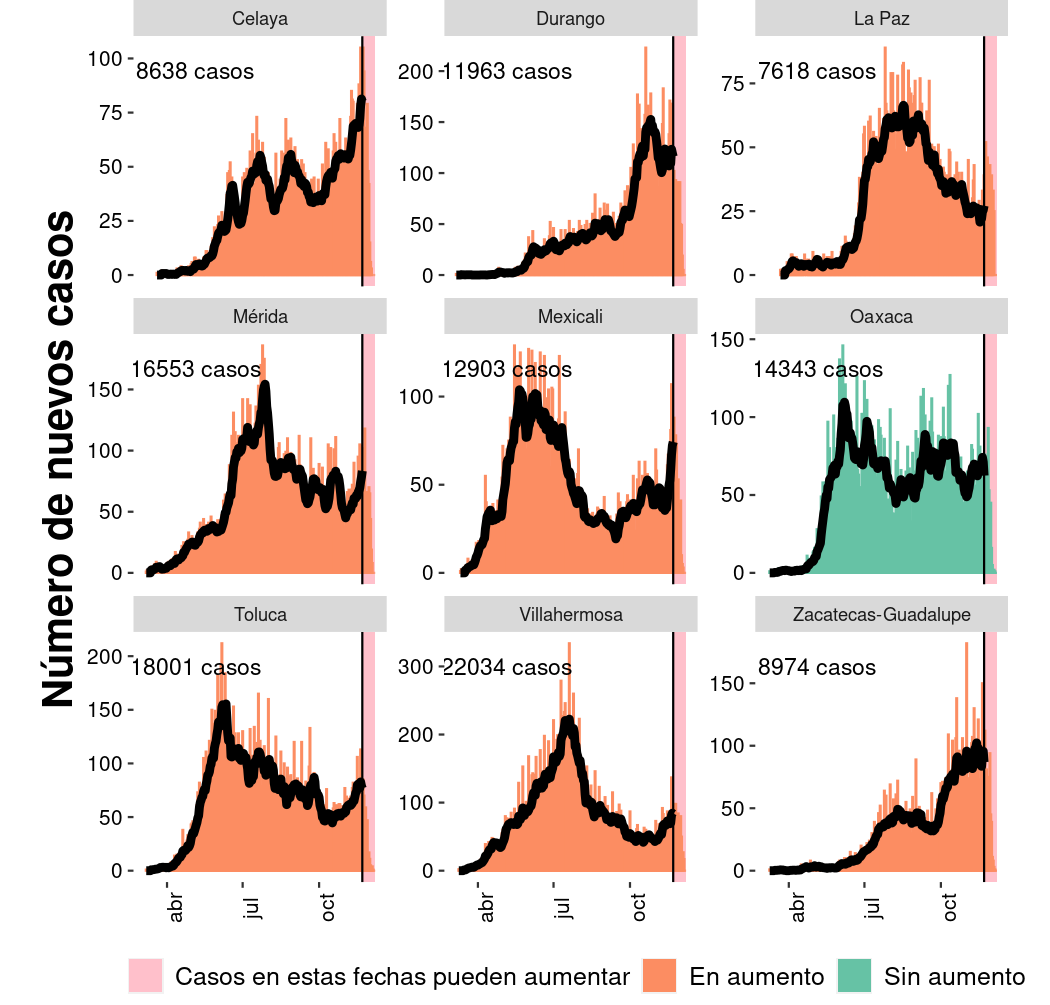 Número de nuevos casos
Celaya
8638 casos
100
75
50
25
0
Durango
11963 casos
200
150
100
50
0
La Paz
7618 casos
75
50
25
0
Mérida
16553 casos
150
100
50
0
Mexicali
12903 casos
100
50
0
Oaxaca
14343 casos
150
100
50
0
Toluca
18001 casos
200
150
100
50
0
abr jul oct
Villahermosa
22034 casos
300
200
100
0
abr jul oct
Zacatecas-Guadalupe
8974 casos
150
100
50
0
abr jul oct
Casos en estas fechas pueden aumentar En aumento Sin aumento